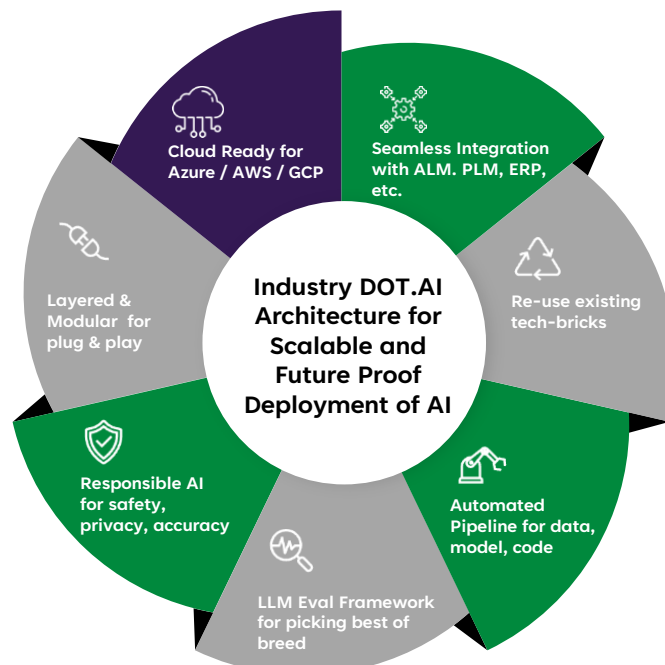 Cloud Ready for
Azure / AWS / GCP
Seamless Integration
with ALM. PLM, ERP,
etc.
Re-use existing
tech-bricks
Automated
Pipeline for data,
model, code
LLM Eval Framework
for picking best of
breed
Responsible AI
for safety,
privacy, accuracy
Layered &
Modular for
plug & play
Industry DOT.AI
Architecture for
Scalable and
Future Proof
Deployment of AI